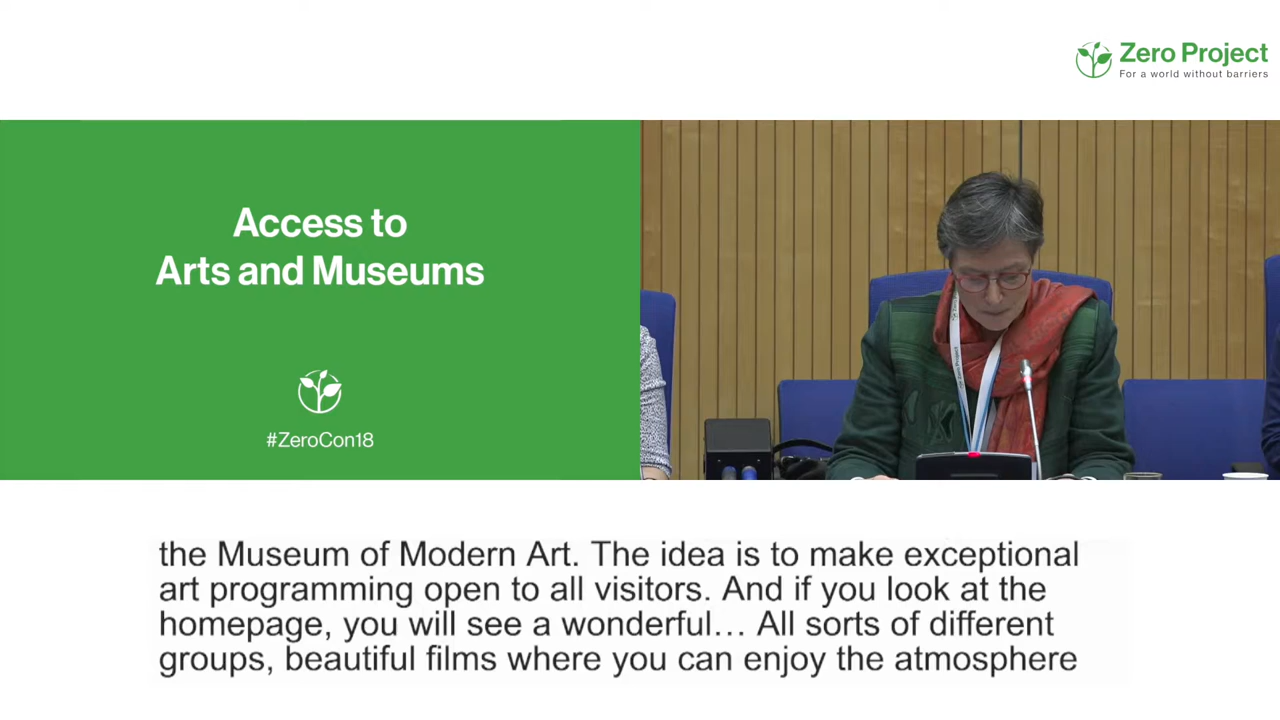 Zero Project
For a world without barriers
Access to
Arts and Museums
#ZeroCon18
the Museum of Modern Art. The idea is to make exceptional
art programming open to all visitors. And if you look at the
homepage, you will see a wonderful… All sorts of different
groups, beautiful films where you can enjoy the atmosphere